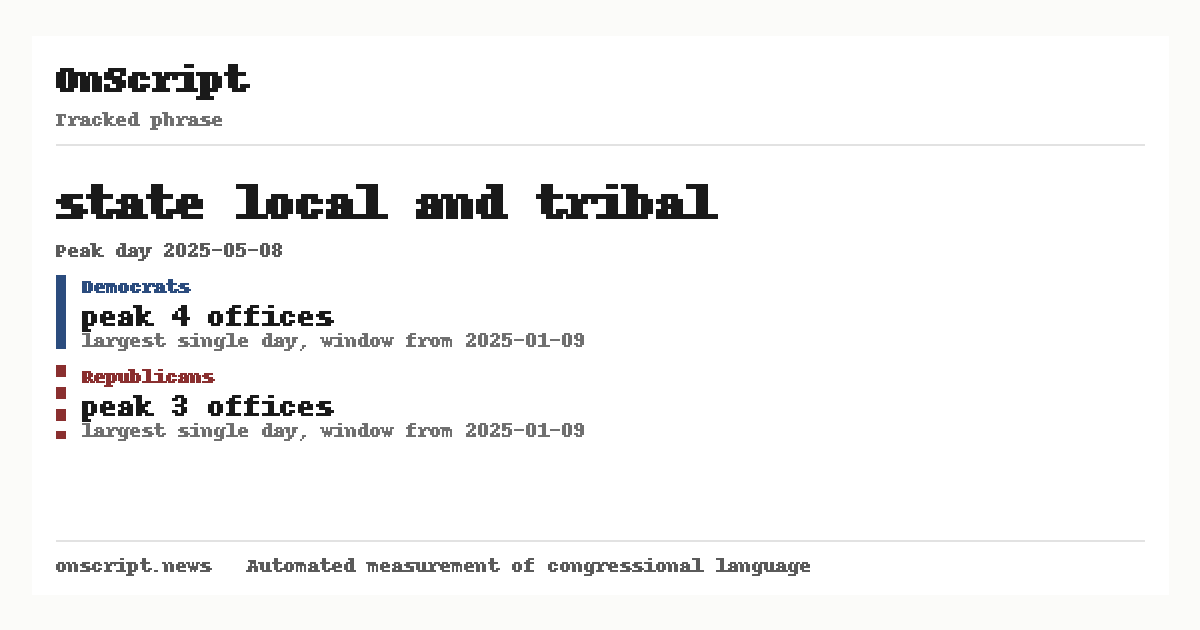 OnScript
Tracked phrase
state local and tribal
Peak day 2025-05-08
Democrats
peak 4 offices
largest single day, window from 2025-01-09
Republicans
peak 3 offices
largest single day, window from 2025-01-09
onscript.news Automated measurement of congressional language